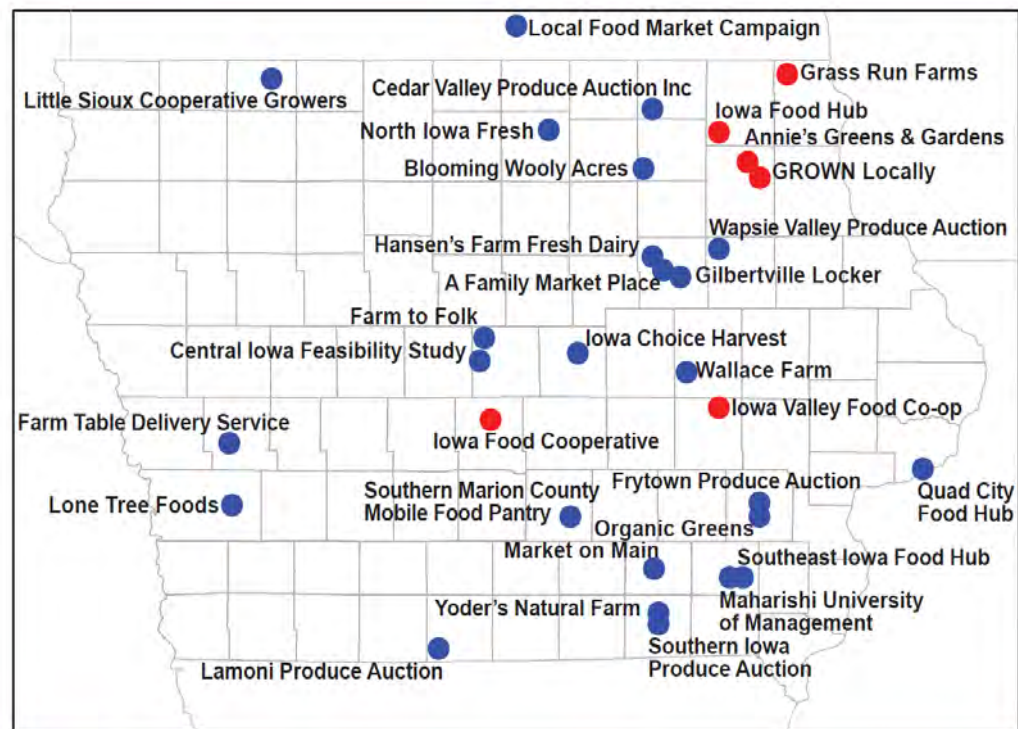 Local Food Market Campaign
Grass Run Farms
Little Sioux Cooperative Growers
Cedar Valley Produce Auction Inc
Iowa Food Hub
North Iowa Fresh
Annie's Greens & Gardens
Blooming Wooly Acres
GROWN Locally
Wapsie Valley Produce Auction
Hansen's Farm Fresh Dairy
A Family Market Place
Gilbertville Locker
Farm to Folk
Iowa Choice Harvest
Central Iowa Feasibility Study
Wallace Farm
Iowa Valley Food Co-op
Farm Table Delivery Service
Iowa Food Cooperative
Frytown Produce Auction
Quad City
Food Hub
Lone Tree Foods
Southern Marion County
Mobile Food Pantry
Organic Greens
Market on Main
Southeast Iowa Food Hub
Maharishi University
of Management
Yoder's Natural Farm
Southern Iowa
Produce Auction
Lamoni Produce Auction